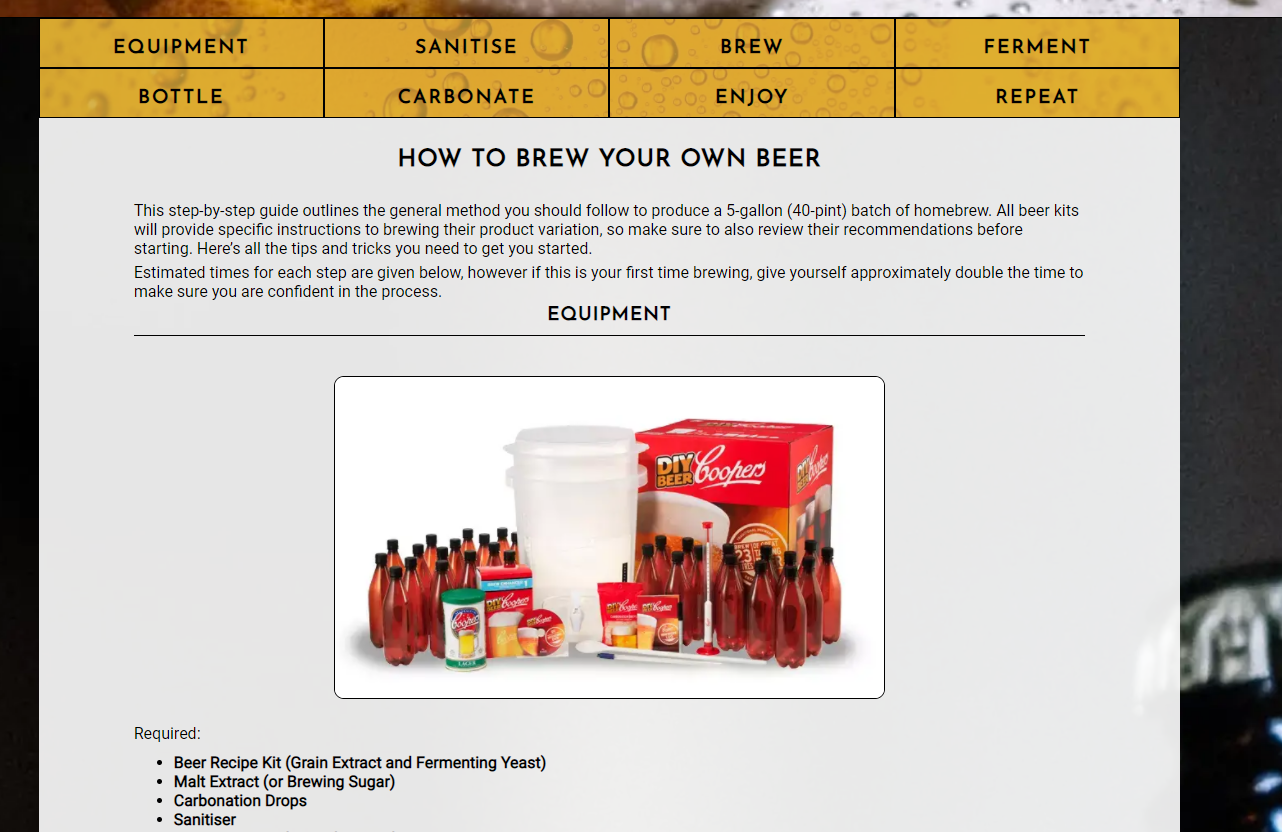 EQUIPMENT SANITISE BREW FERMENT
BOTTLE CARBONATE ENJOY REPEAT
HOW TO BREW YOUR OWN BEER
This step-by-step guide outlines the general method you should follow to produce a 5-gallon (40-pint) batch of homebrew. All beer kits
will provide specific instructions to brewing their product variation, so make sure to also review their recommendations before
starting. Here’s all the tips and tricks you need to get you started.
Estimated times for each step are given below, however if this is your first time brewing, give yourself approximately double the time to
make sure you are confident in the process.
EQUIPMENT
DIY BEER Coopers
Coopers
DIY BEER Coopers
Coopers
LAGER
Required:
• Beer Recipe Kit (Grain Extract and Fermenting Yeast)
• Malt Extract (or Brewing Sugar)
• Carbonation Drops
• Sanitiser